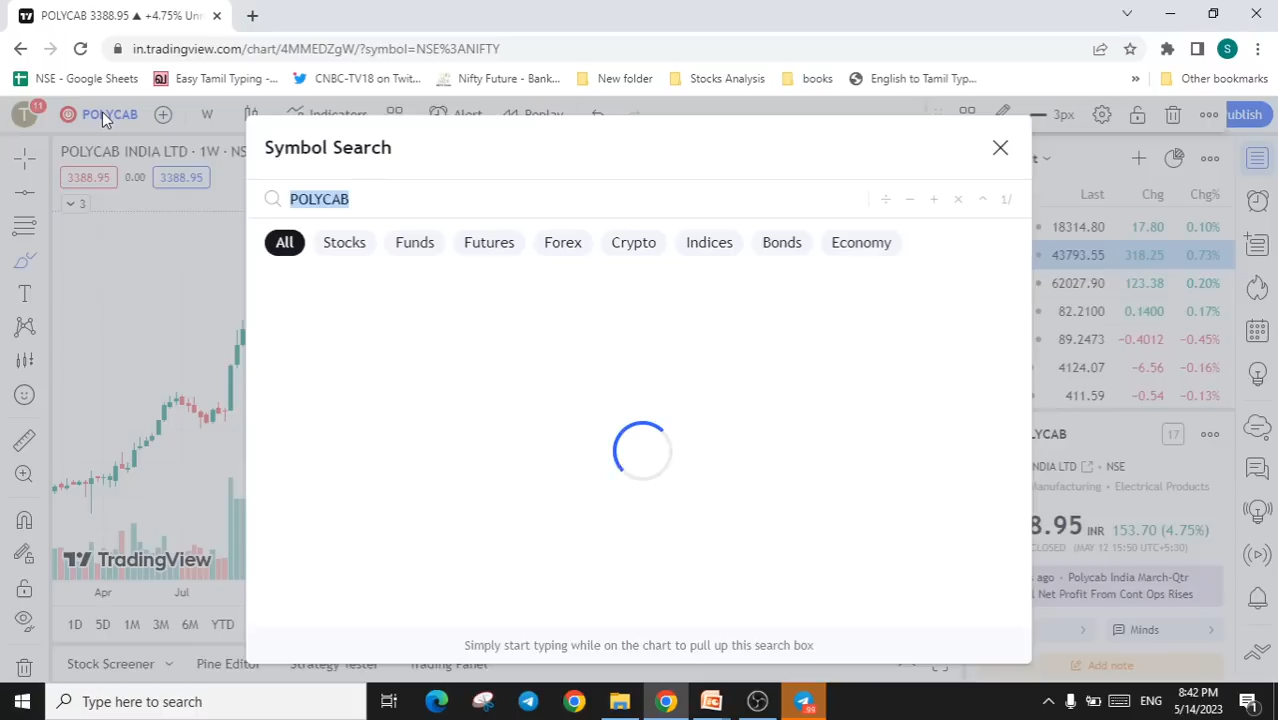 POLYCAB 3388.95 ▲ +4.75% Unn
in.tradingview.com/chart/4MMEDZgW/?symbol=NSE%3ANIFTY
S
NSE - Google Sheets
Easy Tamil Typing -...
CNBC-TV18 on Twit...
Nifty Future - Bank...
New folder
Stocks Analysis
books
English to Tamil Typ...
»
Other bookmarks
T
11
POLYCAB
W
Indicators
Alert
Replay
3px
ublish
POLYCAB INDIA LTD · 1W · NS
3388.95
0.00
3388.95
3
Symbol Search
POLYCAB
÷ − + × ^ 1/
All
Stocks
Funds
Futures
Forex
Crypto
Indices
Bonds
Economy
Simply start typing while on the chart to pull up this search box
t
Last Chg Chg%
18314.80 17.80 0.10%
43793.55 318.25 0.73%
62027.90 123.38 0.20%
82.2100 0.1400 0.17%
89.2473 −0.4012 −0.45%
4124.07 −6.56 −0.16%
411.59 −0.54 −0.13%
LYCAB
17
NDIA LTD · NSE
Manufacturing • Electrical Products
8.95 INR 153.70 (4.75%)
CLOSED (MAY 12 15:50 UTC+5:30)
s ago · Polycab India March-Qtr
l Net Profit From Cont Ops Rises
Minds
Add note
TradingView
Apr
Jul
1D 5D 1M 3M 6M YTD
Stock Screener
Pine Editor
Strategy Tester
Trading Panel
Type here to search
95
ENG
8:42 PM
5/14/2023
1